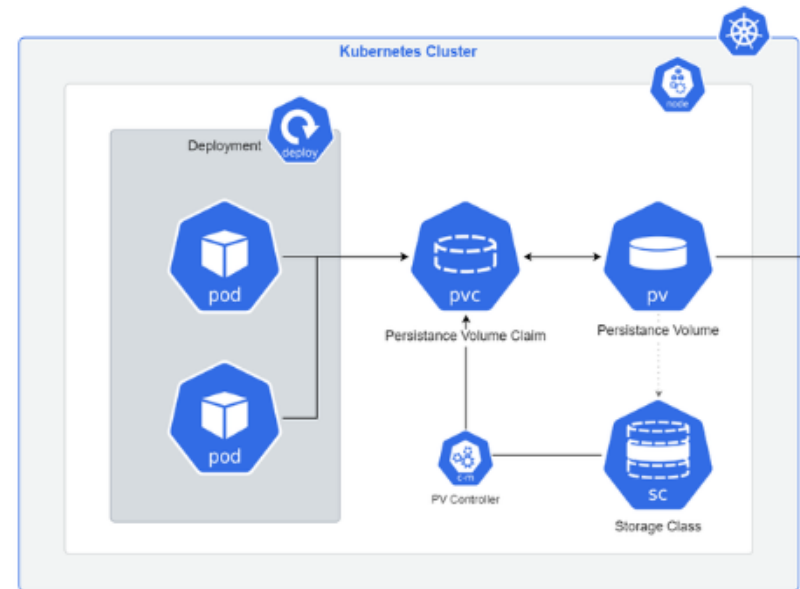 Kubernetes Cluster
node
Deployment
deploy
pod
pvc
pv
Persistance Volume Claim
Persistance Volume
pod
c-m
sc
PV Controller
Storage Class